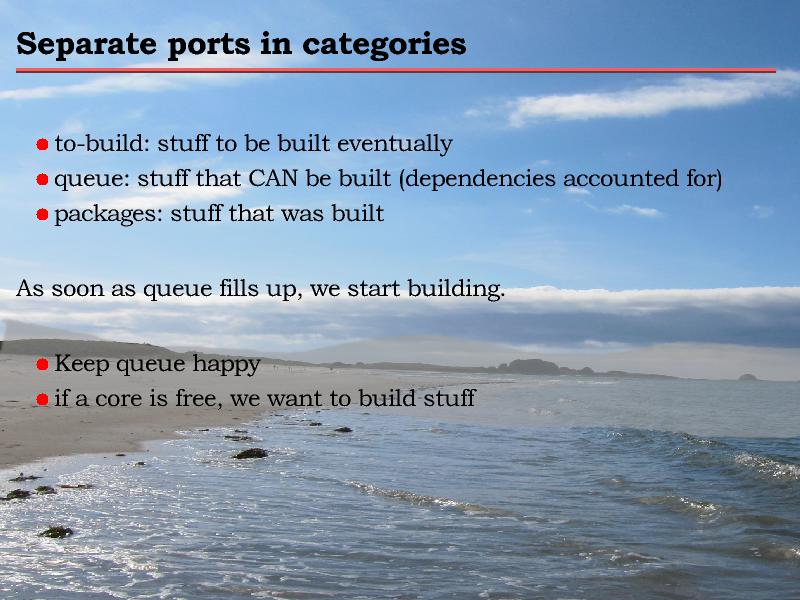 Separate ports in categories
to-build: stuff to be built eventually
queue: stuff that CAN be built (dependencies accounted for)
packages: stuff that was built
As soon as queue fills up, we start building.
Keep queue happy
if a core is free, we want to build stuff